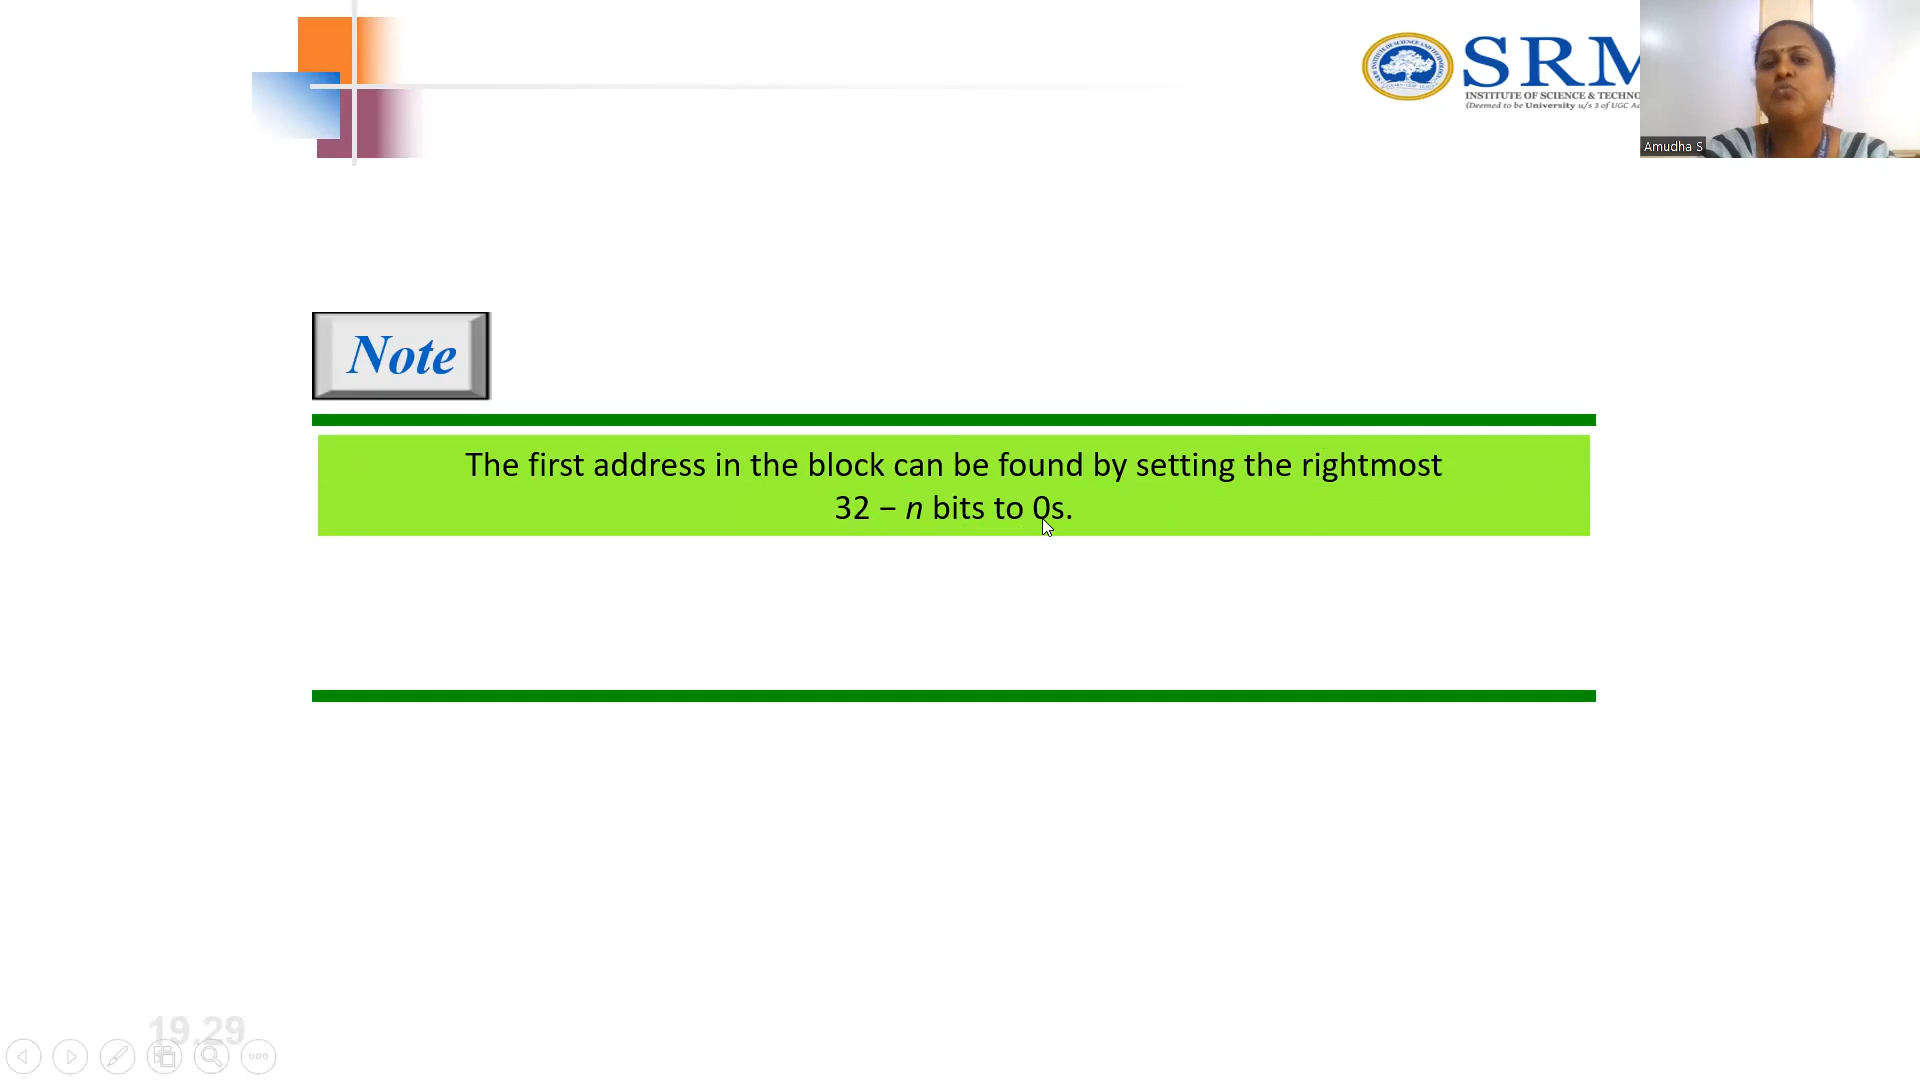 SRM
INSTITUTE OF SCIENCE & TECHNO
(Deemed to be University u/s 3 of UGC A
Amudha S
Note
The first address in the block can be found by setting the rightmost
32 − n bits to 0s.
19.29